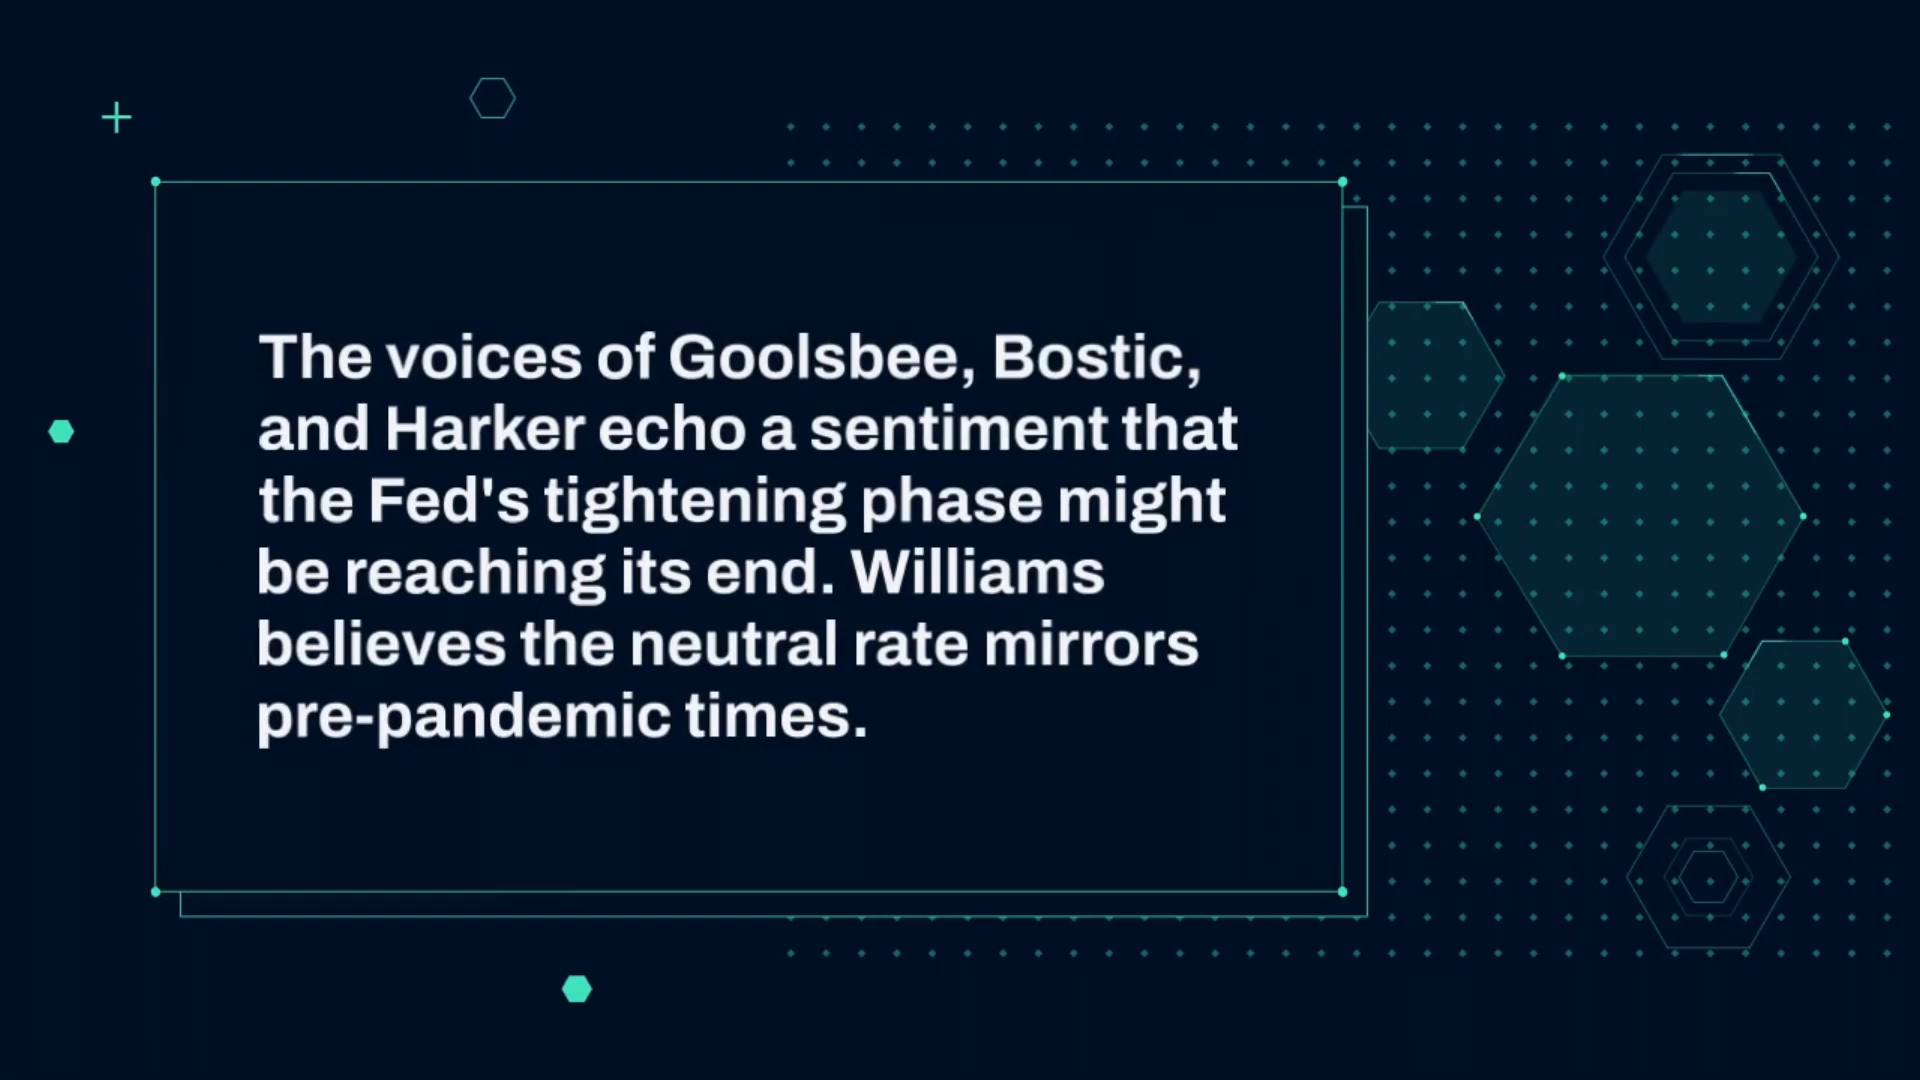 The voices of Goolsbee, Bostic,
and Harker echo a sentiment that
the Fed's tightening phase might
be reaching its end. Williams
believes the neutral rate mirrors
pre-pandemic times.